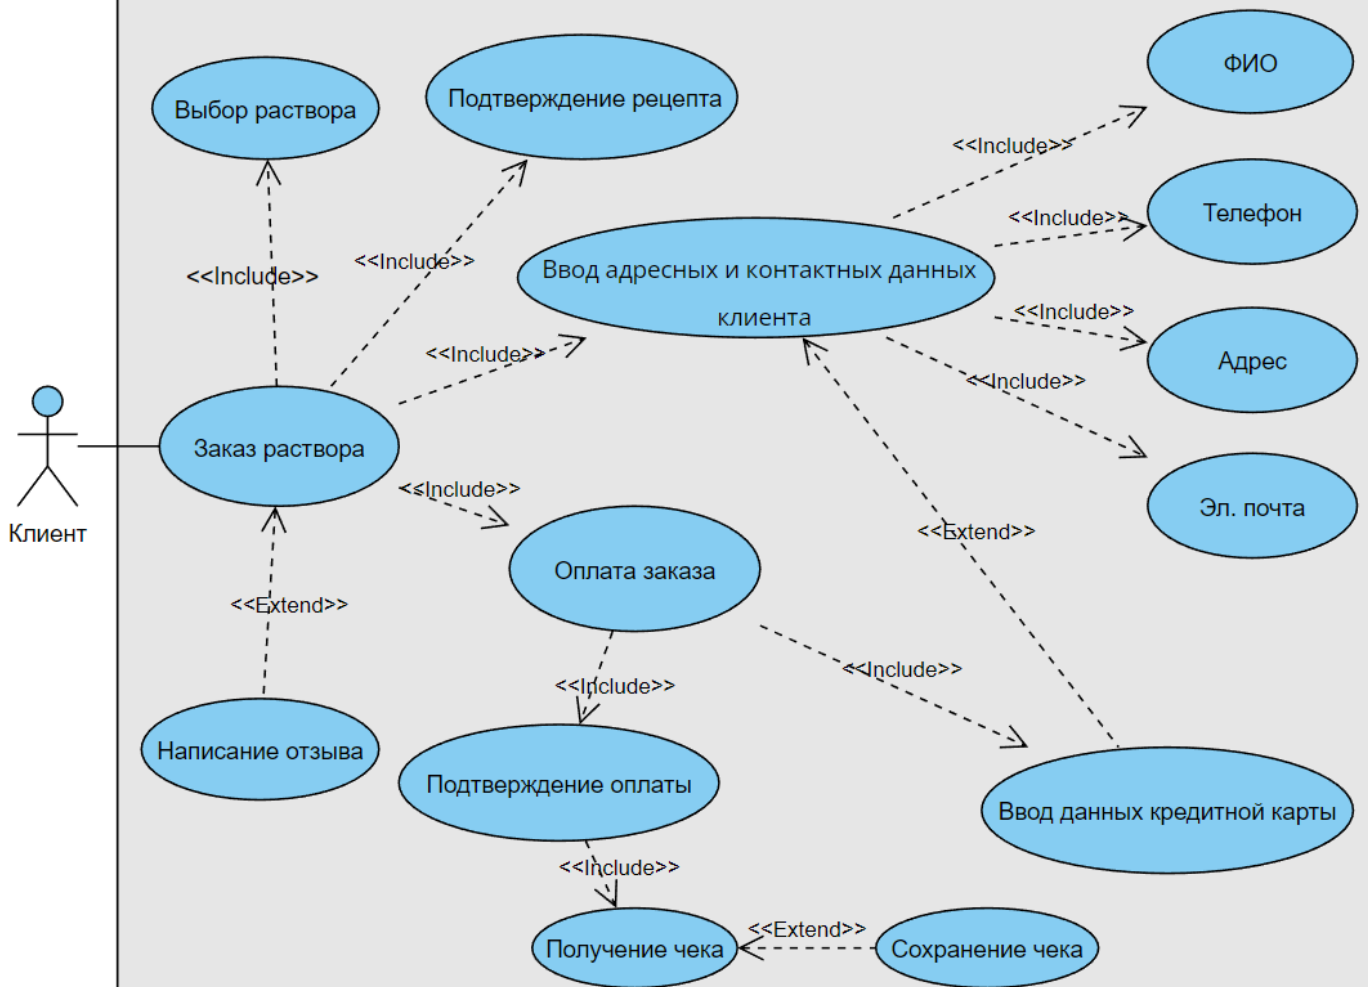 ФИО
Выбор раствора
Подтверждение рецепта
<<Include>>
Телефон
<<Include>>
<<Include>>
<<Include>>
Ввод адресных и контактных данных
клиента
<<Include>>
<<Include>>
Адрес
<<Include>>
Заказ раствора
<<Include>>
Эл. почта
Клиент
<<Extend>>
Оплата заказа
<<Extend>>
<<Include>>
<<Include>>
Написание отзыва
Подтверждение оплаты
Ввод данных кредитной карты
<<Include>>
<<Extend>>
Получение чека
Сохранение чека